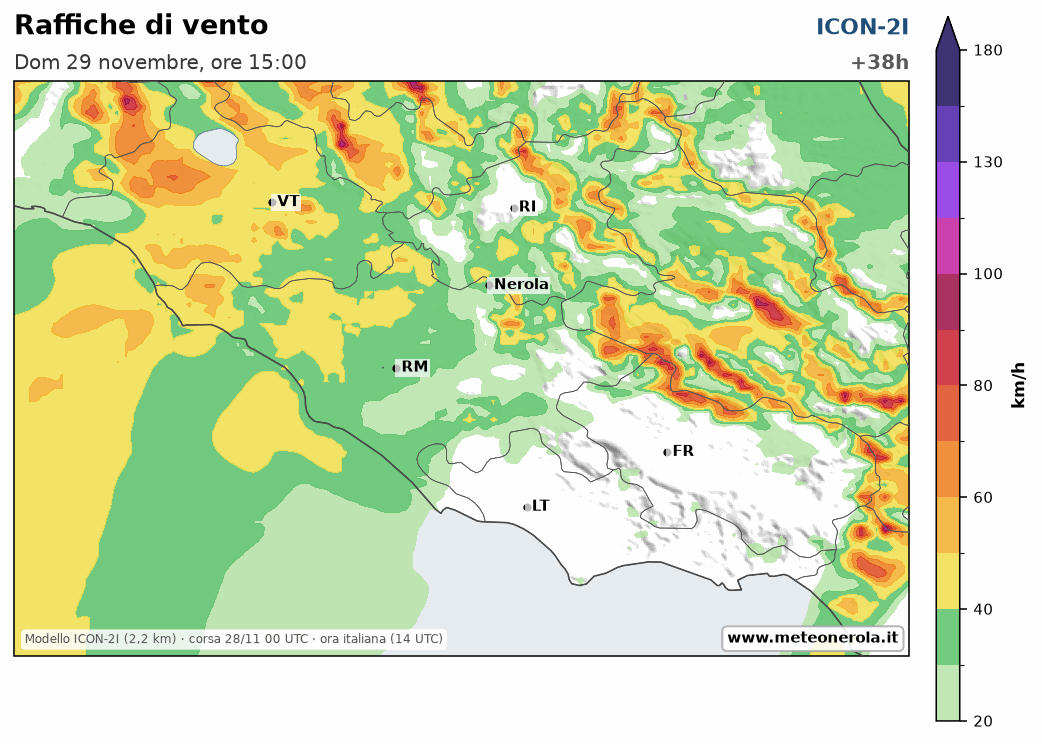 Raffiche di vento
ICON-2I
Dom 29 novembre, ore 15:00
+38h
VT
RI
Nerola
RM
FR
LT
Modello ICON-2I (2,2 km) · corsa 28/11 00 UTC · ora italiana (14 UTC)
www.meteonerola.it
180
130
100
80
60
40
20
km/h